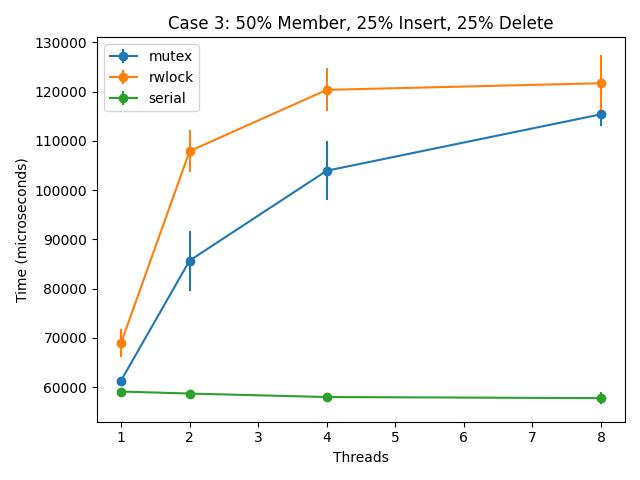 Case 3: 50% Member, 25% Insert, 25% Delete
mutex
rwlock
serial
130000
120000
110000
100000
90000
80000
70000
60000
Time (microseconds)
1 2 3 4 5 6 7 8
Threads